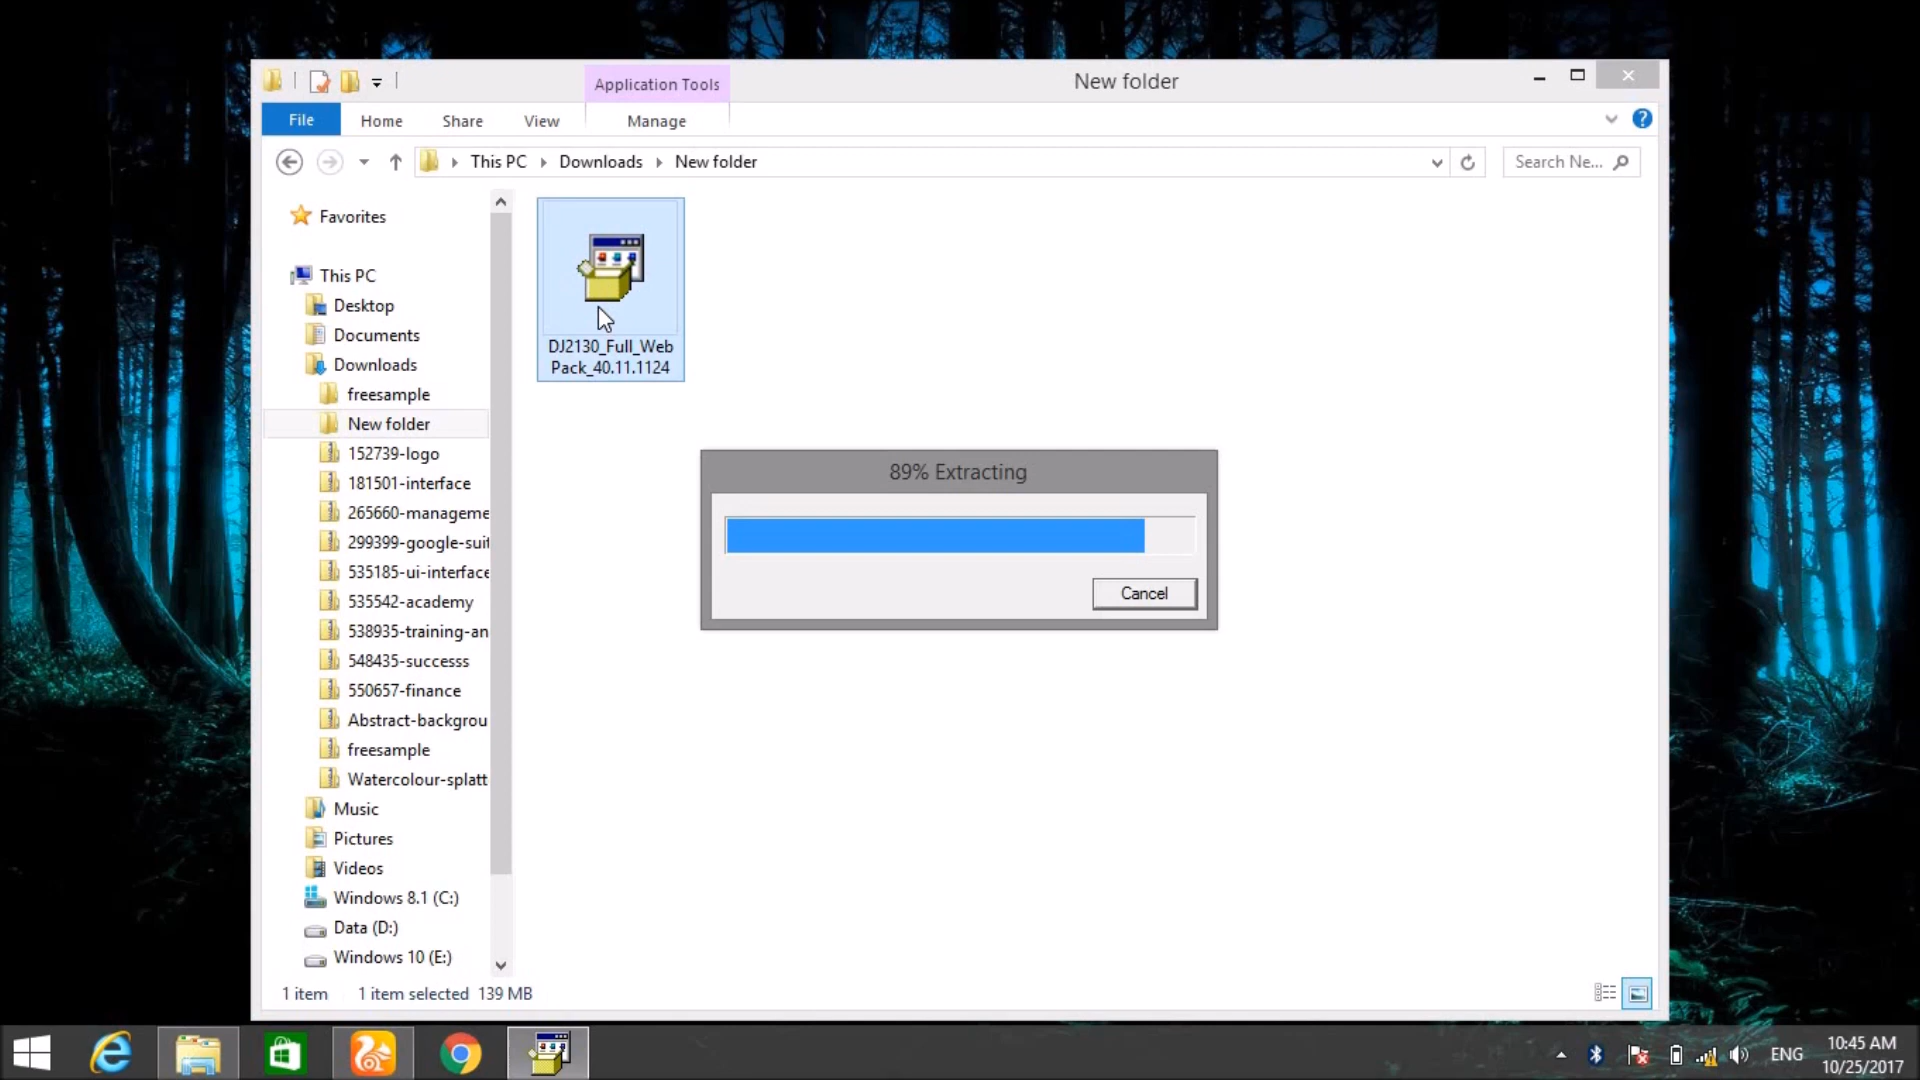 Application Tools
New folder
File
Home
Share
View
Manage
This PC
Downloads
New folder
Search Ne...
Favorites
This PC
Desktop
Documents
Downloads
freesample
New folder
152739-logo
181501-interface
265660-manageme
299399-google-suit
535185-ui-interface
535542-academy
538935-training-an
548435-successs
550657-finance
Abstract-backgrou
freesample
Watercolour-splatt
Music
Pictures
Videos
Windows 8.1 (C:)
Data (D:)
Windows 10 (E:)
DJ2130_Full_Web
Pack_40.11.1124
89% Extracting
Cancel
1 item
1 item selected 139 MB
ENG
10:45 AM
10/25/2017